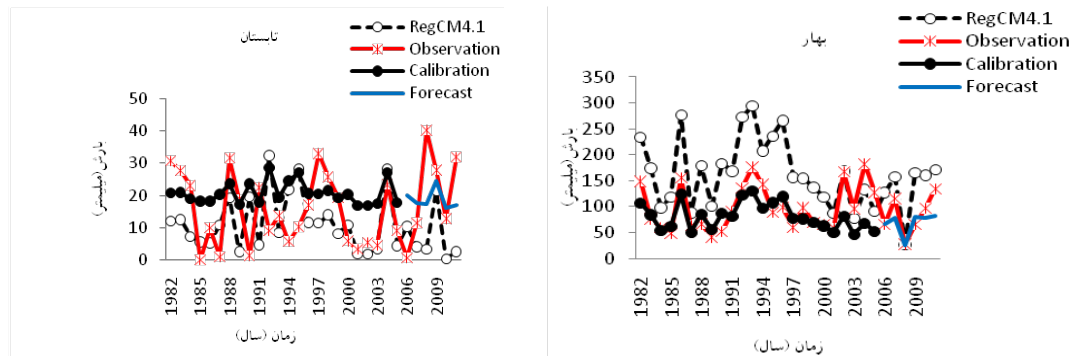 تابستان
RegCM4.1
Observation
Calibration
Forecast
50
40
30
20
10
0
بارش (میلیمتر)
1982
1985
1988
1991
1994
1997
2000
2003
2006
2009
زمان (سال)
بهار
RegCM4.1
Observation
Calibration
Forecast
350
300
250
200
150
100
50
0
بارش (میلیمتر)
1982
1985
1988
1991
1994
1997
2000
2003
2006
2009
زمان (سال)